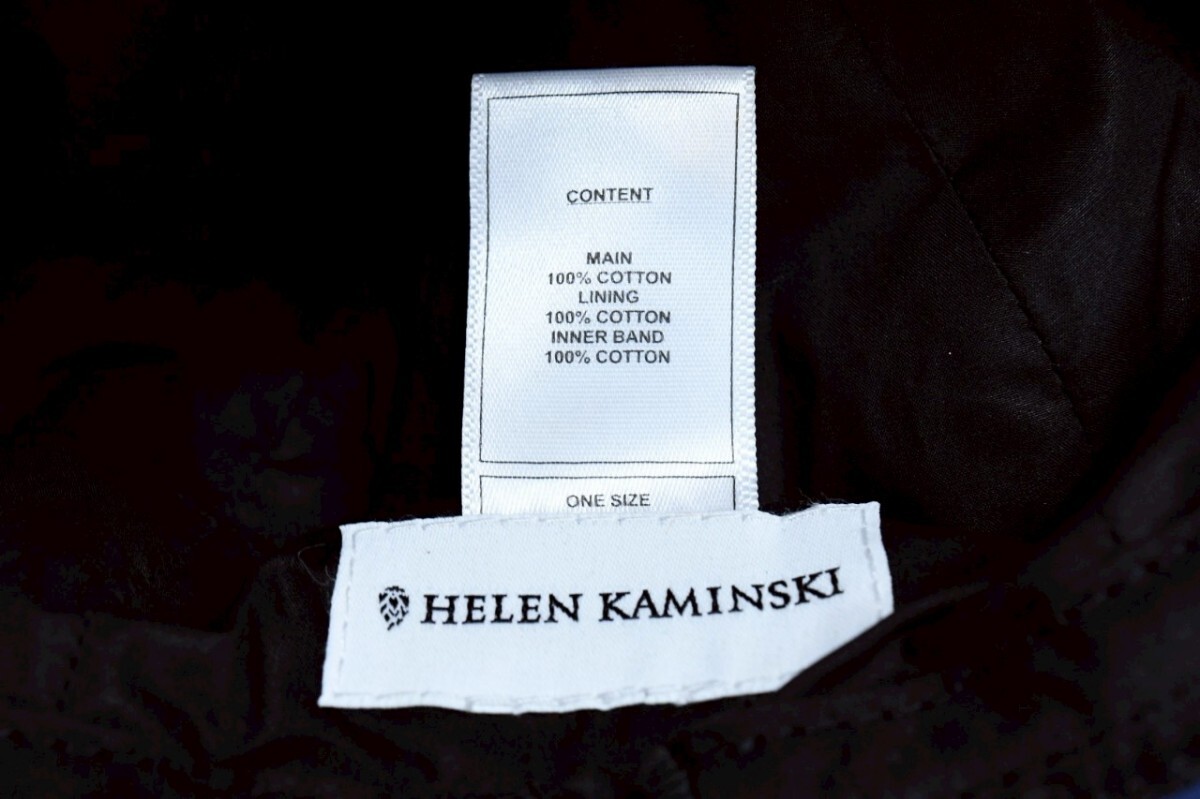 CONTENT
MAIN
100% COTTON
LINING
100% COTTON
INNER BAND
100% COTTON
ONE SIZE
HELEN KAMINSKI